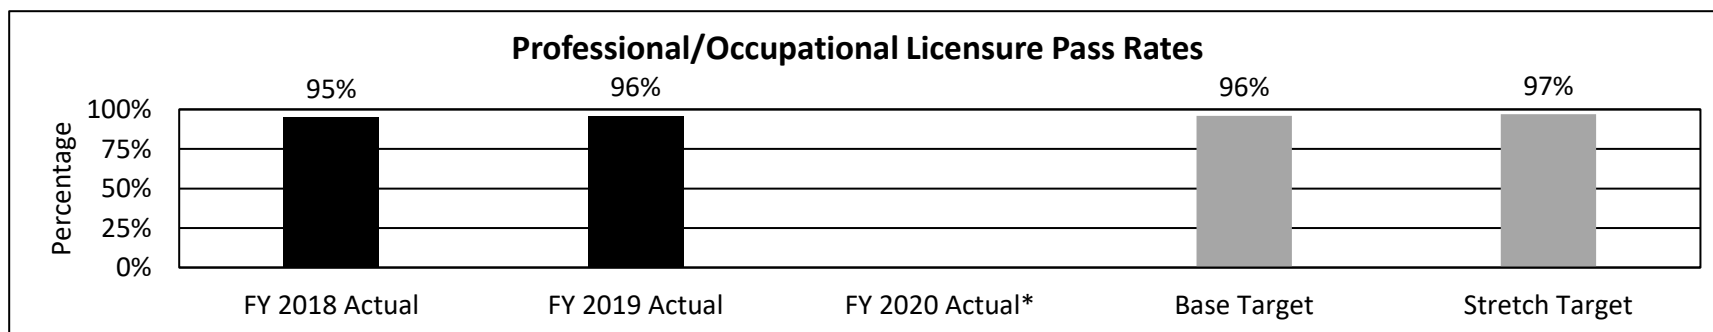 Professional/Occupational Licensure Pass Rates
95% 96% 96% 97%
Percentage
100%
75%
50%
25%
0%
FY 2018 Actual FY 2019 Actual FY 2020 Actual* Base Target Stretch Target